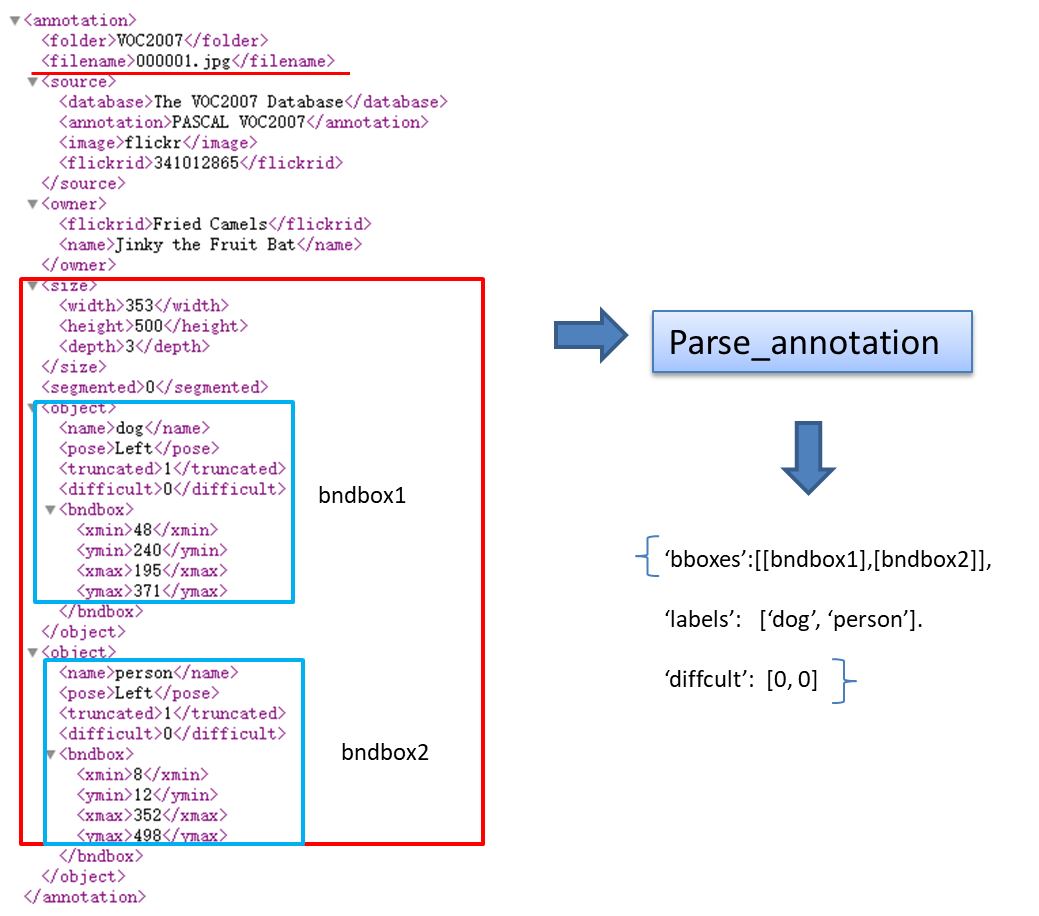 <annotation>
<folder>VOC2007</folder>
<filename>000001.jpg</filename>
<source>
<database>The VOC2007 Database</database>
<annotation>PASCAL VOC2007</annotation>
<image>flickr</image>
<flickrid>341012865</flickrid>
</source>
<owner>
<flickrid>Fried Camels</flickrid>
<name>Jinky the Fruit Bat</name>
</owner>
<size>
<width>353</width>
<height>500</height>
<depth>3</depth>
</size>
<segmented>0</segmented>
<object>
<name>dog</name>
<pose>Left</pose>
<truncated>1</truncated>
<difficult>0</difficult>
<bndbox>
<xmin>48</xmin>
<ymin>240</ymin>
<xmax>195</xmax>
<ymax>371</ymax>
</bndbox>
</object>
<object>
<name>person</name>
<pose>Left</pose>
<truncated>1</truncated>
<difficult>0</difficult>
<bndbox>
<xmin>8</xmin>
<ymin>12</ymin>
<xmax>352</xmax>
<ymax>498</ymax>
</bndbox>
</object>
</annotation>
bndbox1
bndbox2
Parse_annotation
‘bboxes’:[[bndbox1],[bndbox2]],
‘labels’: [‘dog’, ‘person’].
‘diffcult’: [0, 0]